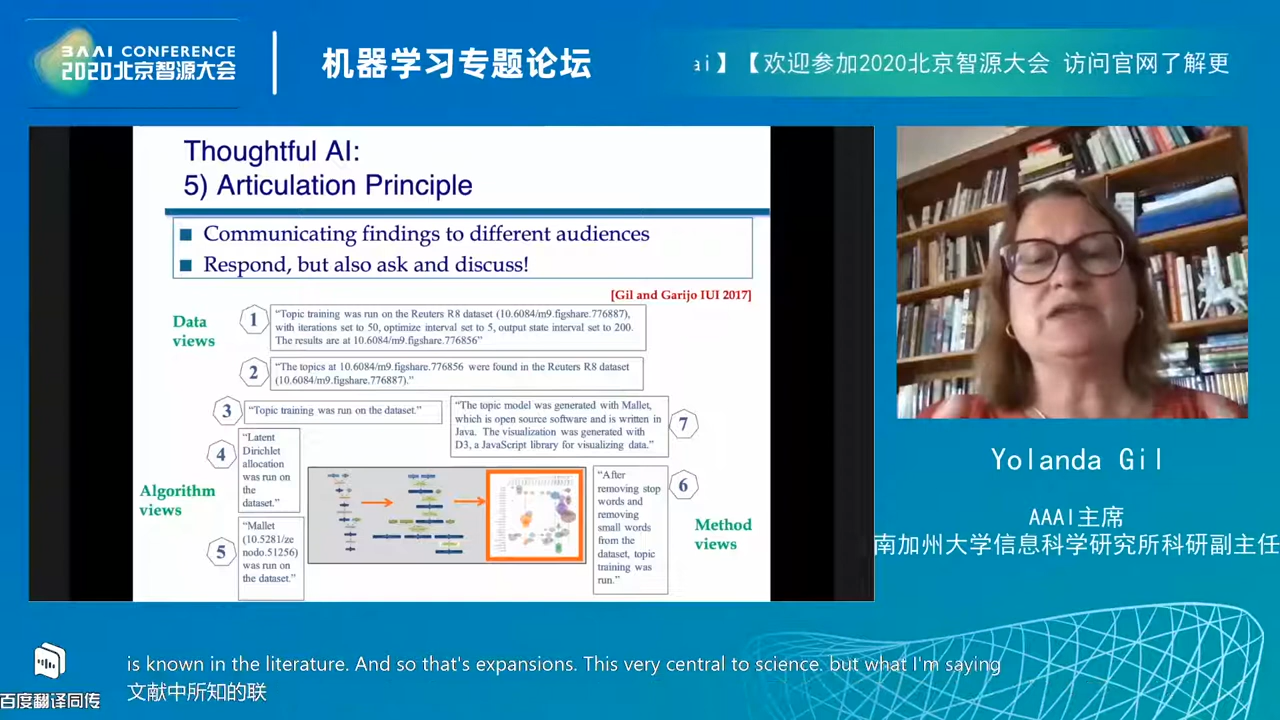 BAAI CONFERENCE
2020北京智源大会
机器学习专题论坛
ai】【欢迎参加2020北京智源大会 访问官网了解更
Thoughtful AI:
5) Articulation Principle
Communicating findings to different audiences
Respond, but also ask and discuss!
[Gil and Garijo IUI 2017]
Data
views
1
“Topic training was run on the Reuters R8 dataset (10.6084/m9.figshare.776887),
with iterations set to 50, optimize interval set to 5, output state interval set to 200.
The results are at 10.6084/m9.figshare.776856”
2
“The topics at 10.6084/m9.figshare.776856 were found in the Reuters R8 dataset
(10.6084/m9.figshare.776887).”
3
“Topic training was run on the dataset.”
“The topic model was generated with Mallet,
which is open source software and is written in
Java. The visualization was generated with
D3, a JavaScript library for visualizing data.”
7
4
“Latent
Dirichlet
allocation
was run on
the
dataset.”
Algorithm
views
5
“Mallet
(10.5281/ze
nodo.51256)
was run on
the dataset.”
“After
removing stop
words and
removing
small words
from the
dataset, topic
training was
run.”
6
Method
views
Yolanda Gil
AAAI主席
南加州大学信息科学研究所科研副主任
is known in the literature. And so that's expansions. This very central to science. but what I'm saying
文献中所知的联
百度翻译同传